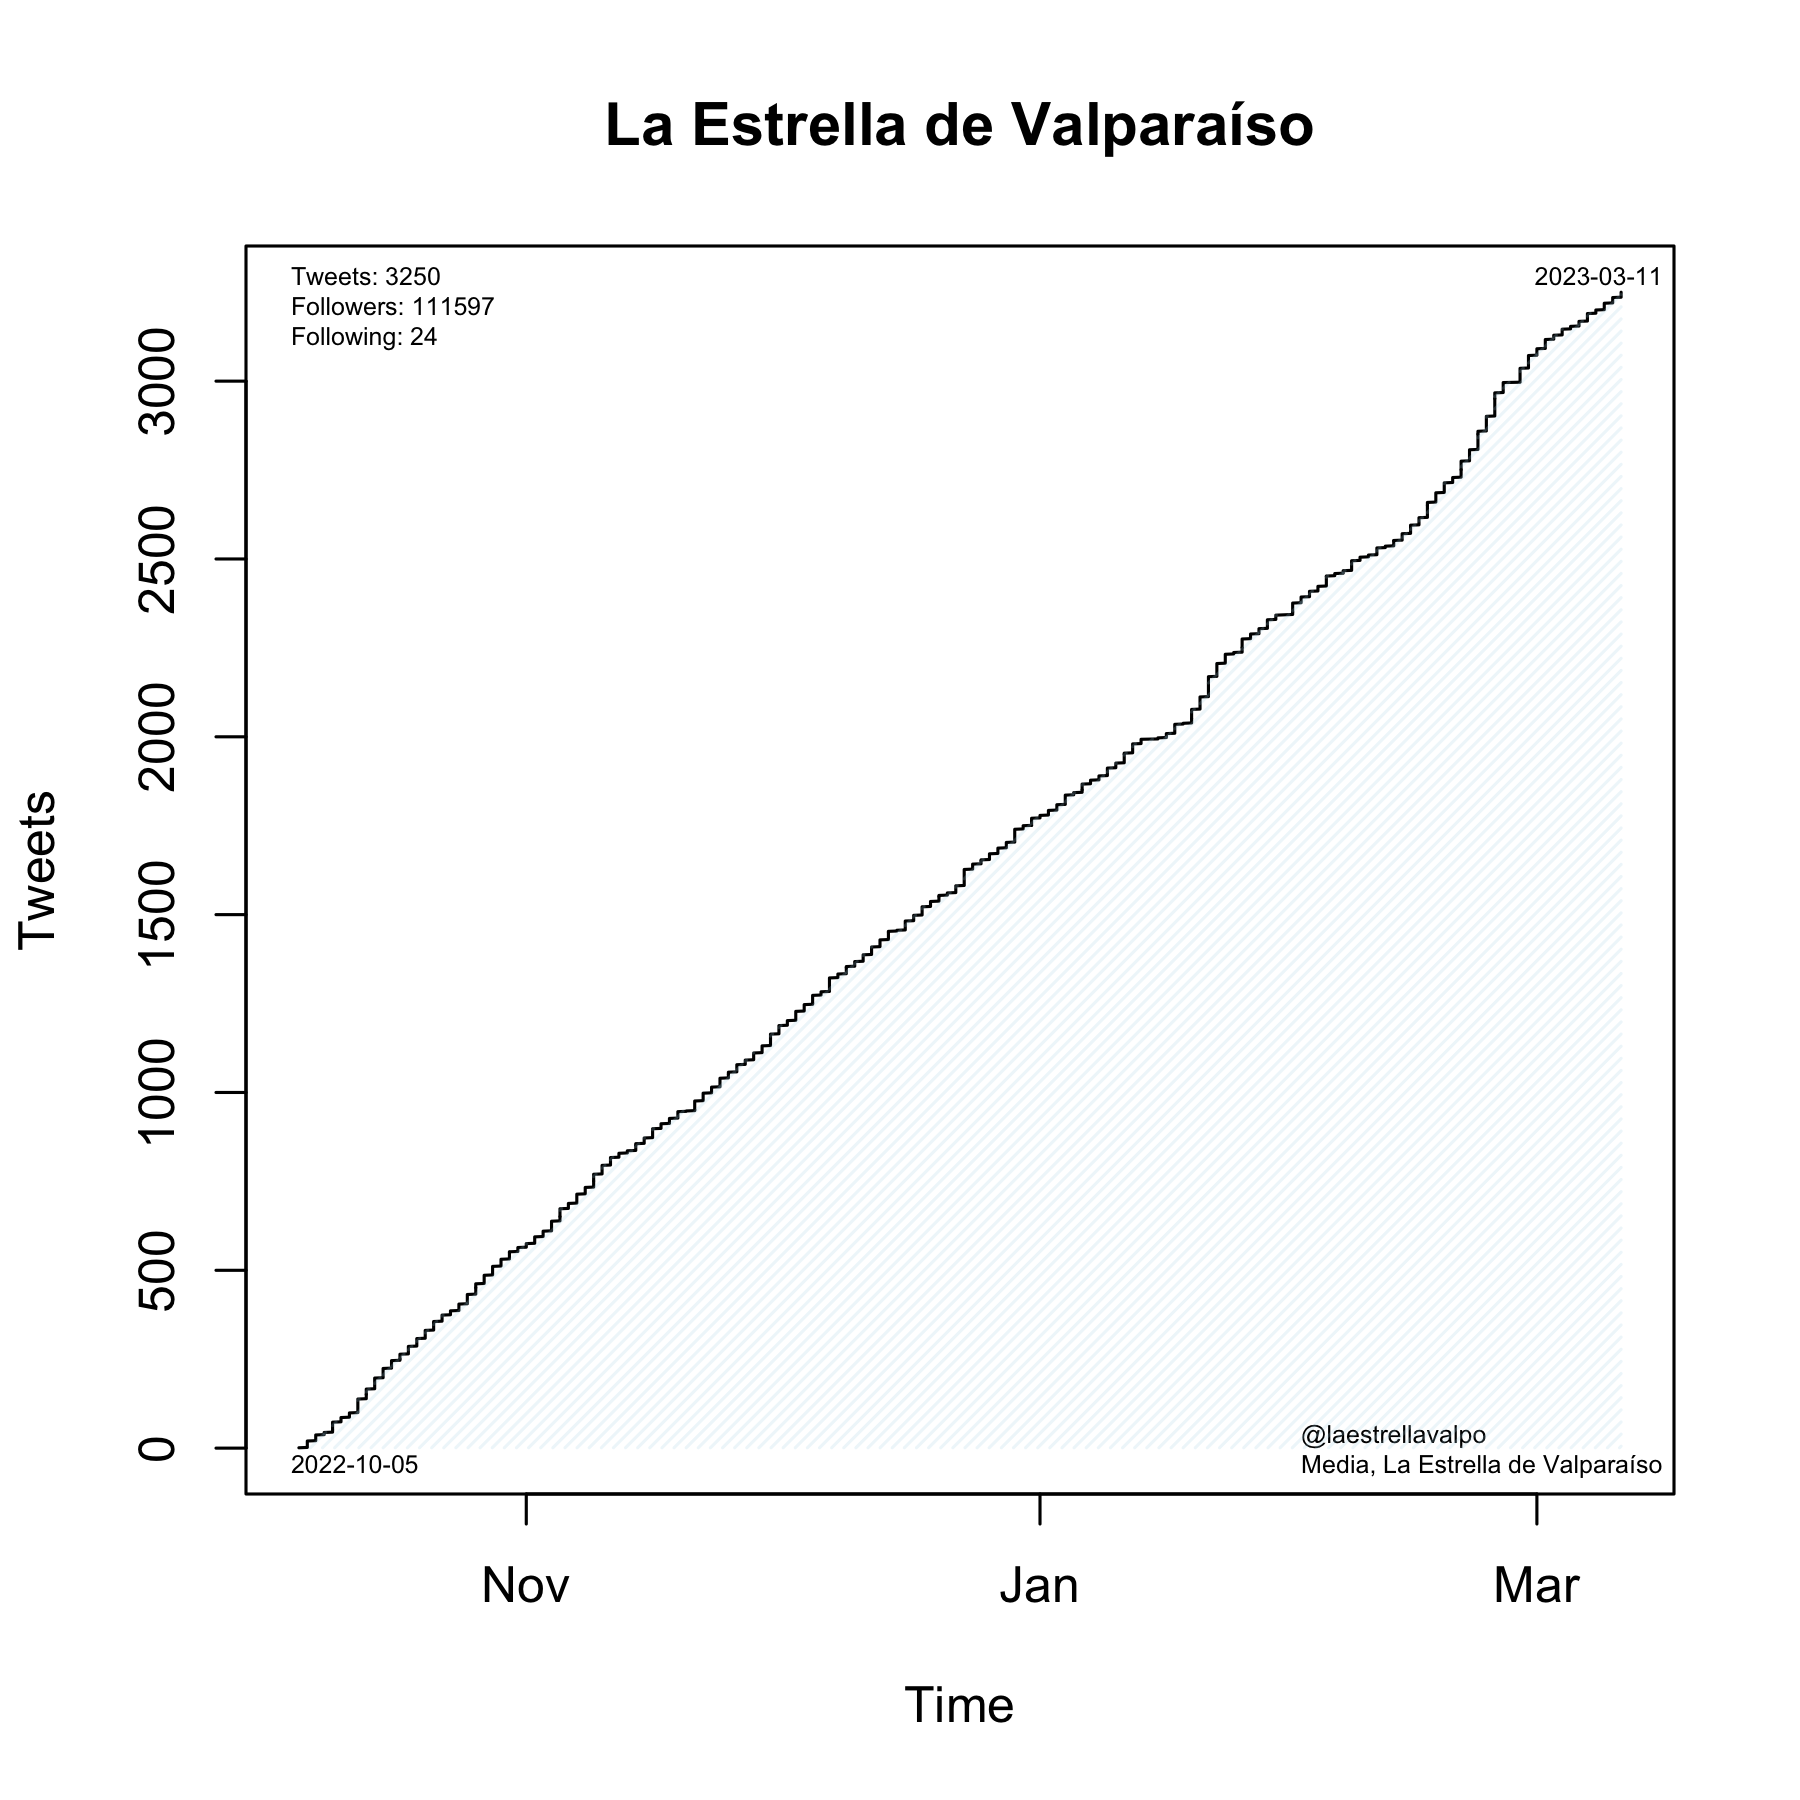 La Estrella de Valparaíso
Tweets: 3250
Followers: 111597
Following: 24
2023-03-11
3000
2500
2000
1500
1000
500
0
Tweets
2022-10-05
@laestrellavalpo
Media, La Estrella de Valparaíso
Nov
Jan
Mar
Time